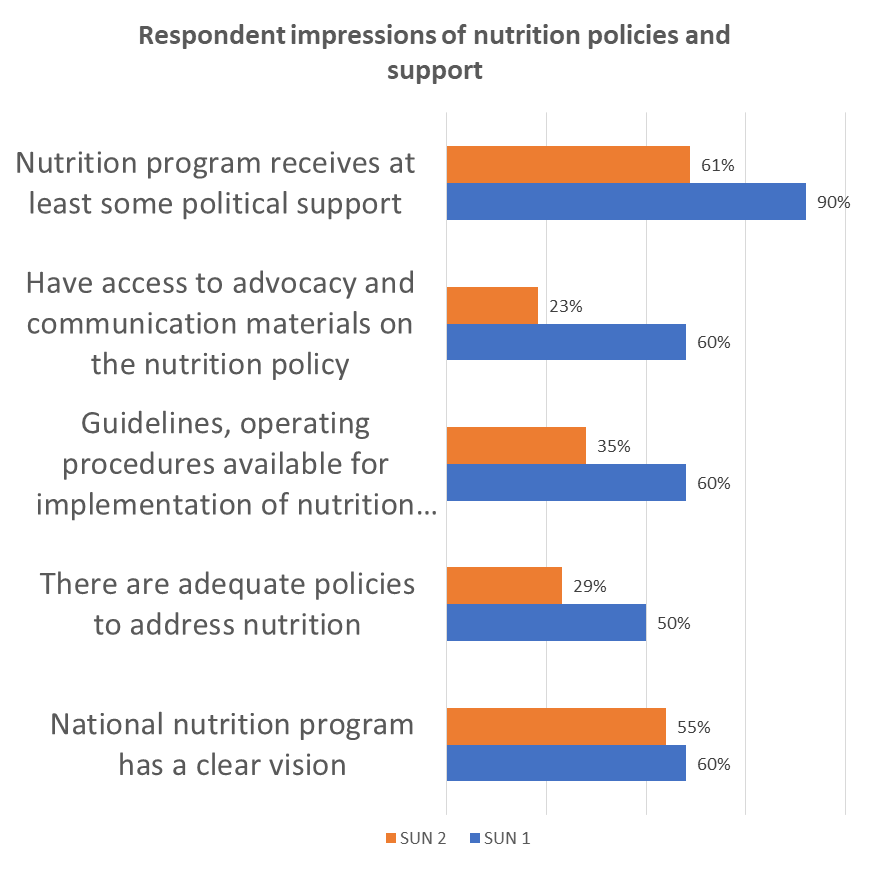 Respondent impressions of nutrition policies and
support
Nutrition program receives at
least some political support
61%
90%
Have access to advocacy and
communication materials on
the nutrition policy
23%
60%
Guidelines, operating
procedures available for
implementation of nutrition...
35%
60%
There are adequate policies
to address nutrition
29%
50%
National nutrition program
has a clear vision
55%
60%
SUN 2 SUN 1